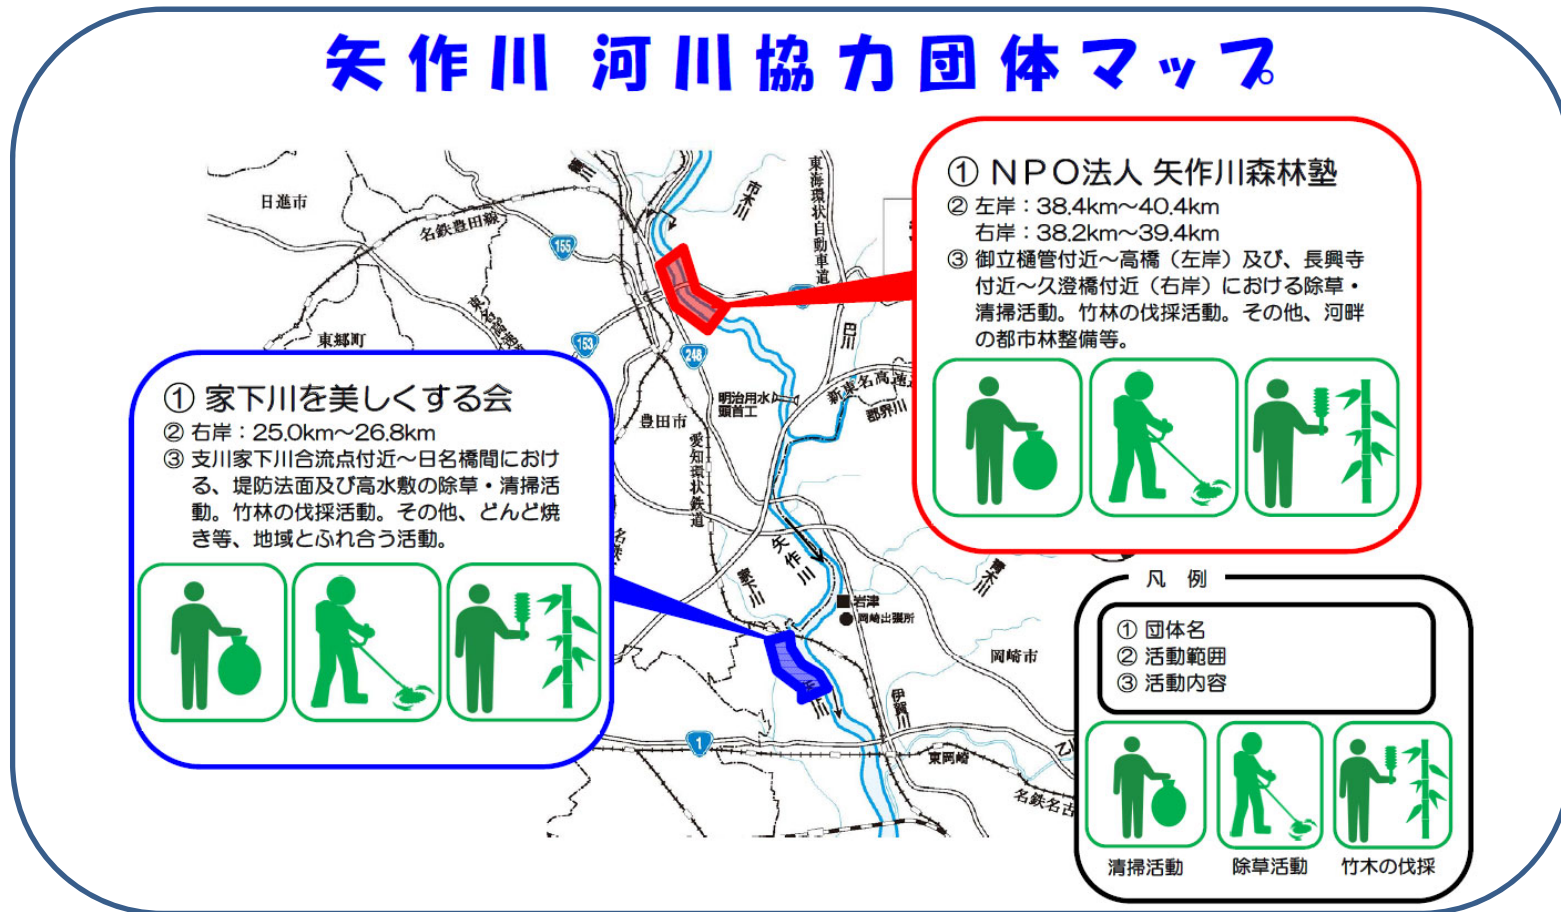 矢作川 河川協力団体マップ
① NPO法人 矢作川森林塾
② 左岸：38.4km～40.4km
右岸：38.2km～39.4km
③ 御立樋管付近～高橋（左岸）及び、長興寺
付近～久澄橋付近（右岸）における除草・
清掃活動。竹林の伐採活動。その他、河畔
の都市林整備等。
① 家下川を美しくする会
② 右岸：25.0km～26.8km
③ 支川家下川合流点付近～日名橋間におけ
る、堤防法面及び高水敷の除草・清掃活
動。竹林の伐採活動。その他、どんど焼
き等、地域とふれ合う活動。
日進市
名鉄豊田線
155
市木川
東海環状自動車道
東郷町
153
248
巴川
明治用水
頭首工
新東名高速道
郡界川
豊田市
愛知環状鉄道
名鉄
矢作川
家下川
青木川
岩津
岡崎出張所
岡崎市
伊賀川
1
東岡崎
乙川
名鉄名古
凡 例
① 団体名
② 活動範囲
③ 活動内容
清掃活動
除草活動
竹木の伐採